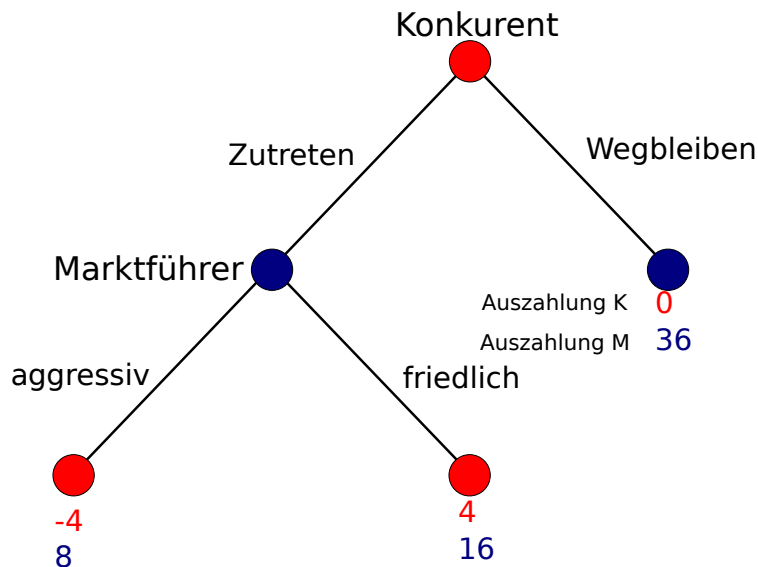 Konkurent
Zutreten
Wegbleiben
Marktführer
Auszahlung K 0
Auszahlung M 36
aggressiv
friedlich
-4
8
4
16